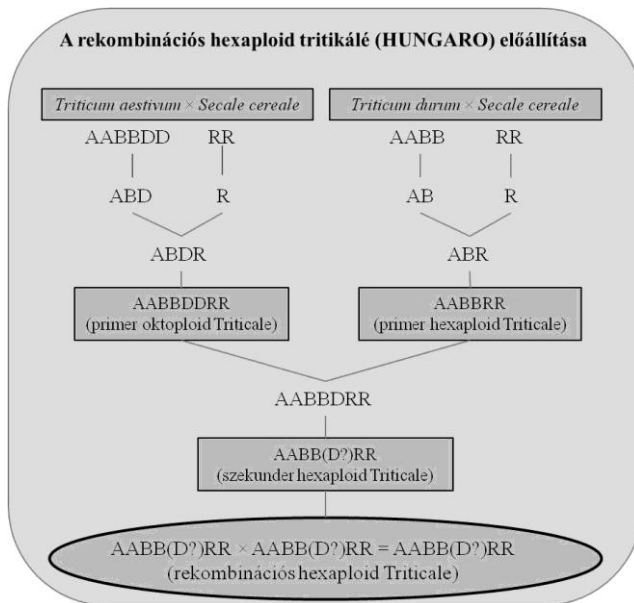 A rekombinációs hexaploid tritikálé (HUNGARO) előállítása
Triticum aestivum × Secale cereale
Triticum durum × Secale cereale
AABBDD RR
AABB RR
ABD R
AB R
ABDR
ABR
AABBDDRR
(primer oktoploid Triticale)
AABBRR
(primer hexaploid Triticale)
AABBDRR
AABB(D?)RR
(szekunder hexaploid Triticale)
AABB(D?)RR × AABB(D?)RR = AABB(D?)RR
(rekombinációs hexaploid Triticale)